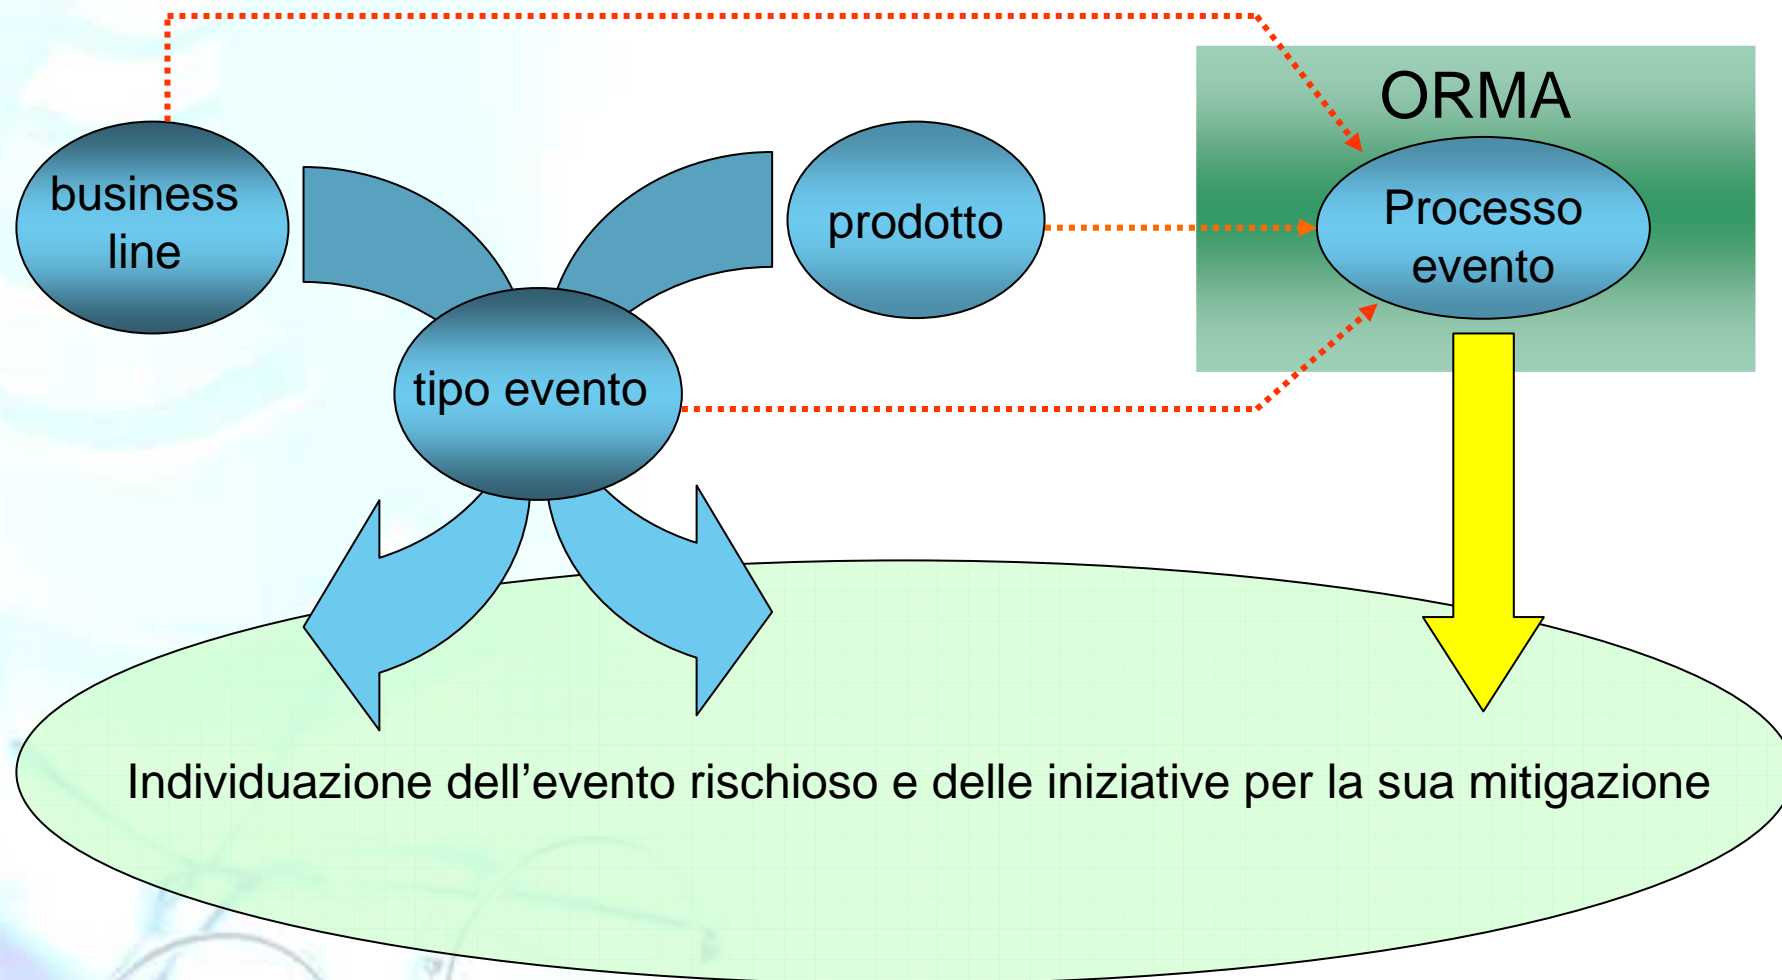 ORMA
business
line
prodotto
Processo
evento
tipo evento
Individuazione dell’evento rischioso e delle iniziative per la sua mitigazione